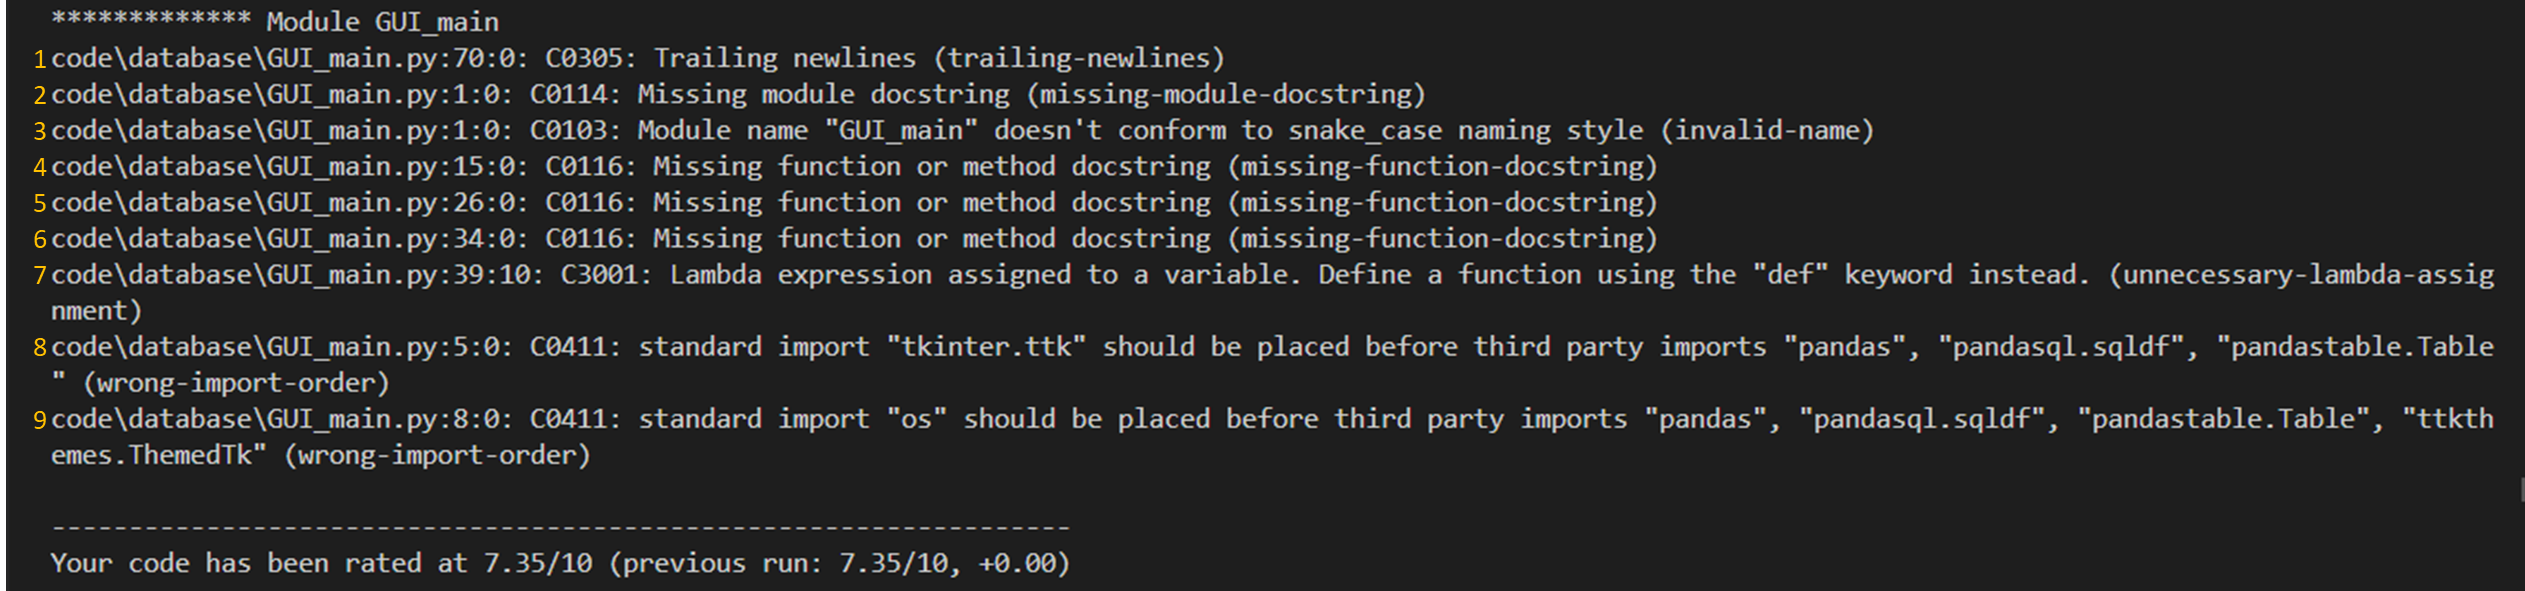 ************* Module GUI_main
1 code\database\GUI_main.py:70:0: C0305: Trailing newlines (trailing-newlines)
2 code\database\GUI_main.py:1:0: C0114: Missing module docstring (missing-module-docstring)
3 code\database\GUI_main.py:1:0: C0103: Module name "GUI_main" doesn't conform to snake_case naming style (invalid-name)
4 code\database\GUI_main.py:15:0: C0116: Missing function or method docstring (missing-function-docstring)
5 code\database\GUI_main.py:26:0: C0116: Missing function or method docstring (missing-function-docstring)
6 code\database\GUI_main.py:34:0: C0116: Missing function or method docstring (missing-function-docstring)
7 code\database\GUI_main.py:39:10: C3001: Lambda expression assigned to a variable. Define a function using the "def" keyword instead. (unnecessary-lambda-assig
nment)
8 code\database\GUI_main.py:5:0: C0411: standard import "tkinter.ttk" should be placed before third party imports "pandas", "pandasql.sqldf", "pandastable.Table
" (wrong-import-order)
9 code\database\GUI_main.py:8:0: C0411: standard import "os" should be placed before third party imports "pandas", "pandasql.sqldf", "pandastable.Table", "ttkth
emes.ThemedTk" (wrong-import-order)
------------------------------------------------------------------
Your code has been rated at 7.35/10 (previous run: 7.35/10, +0.00)